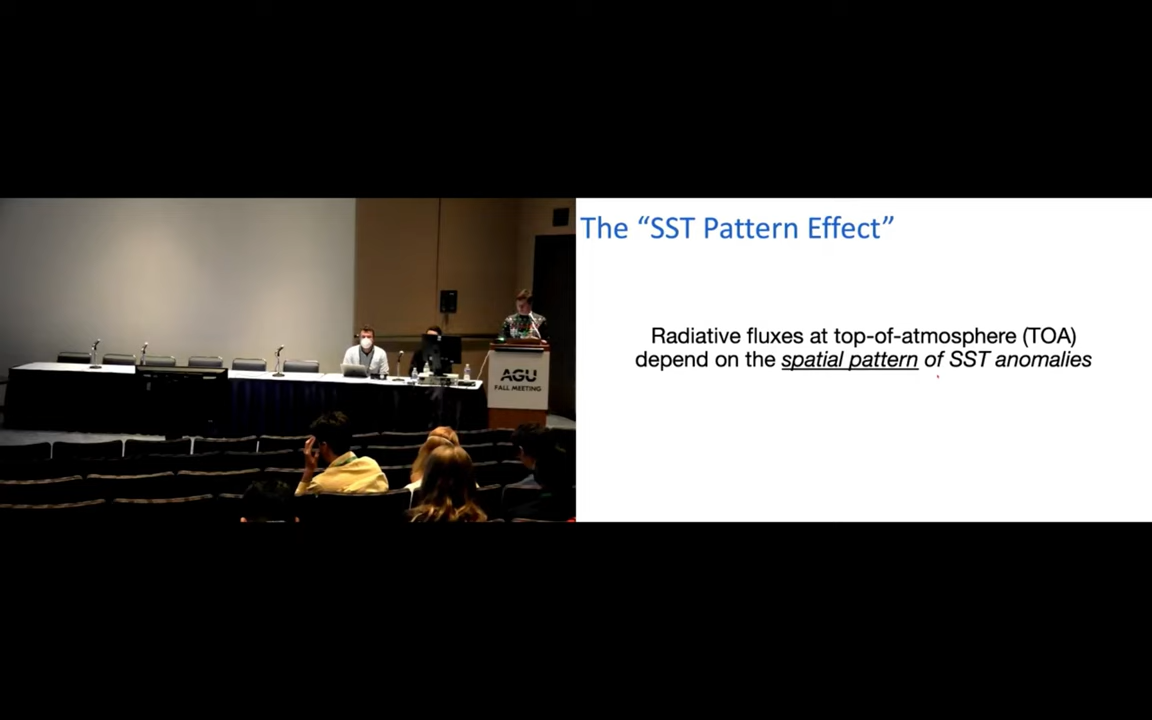 The “SST Pattern Effect”
Radiative fluxes at top-of-atmosphere (TOA)
depend on the spatial pattern of SST anomalies
AGU
FALL MEETING